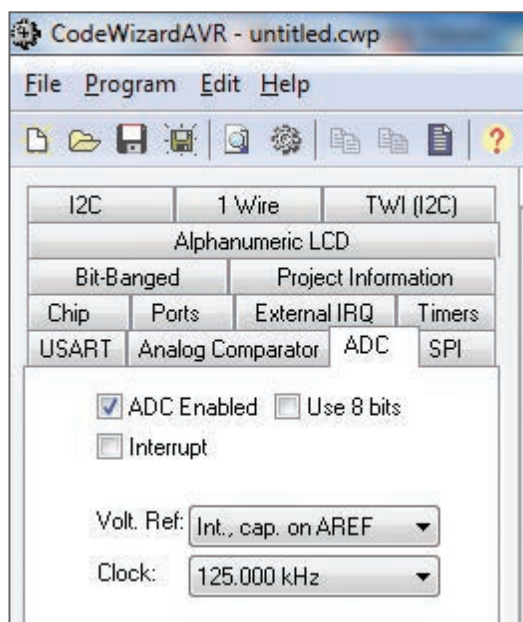 CodeWizardAVR - untitled.cwp
File Program Edit Help
?
I2C 1 Wire TWI (I2C)
Alphanumeric LCD
Bit-Banged Project Information
Chip Ports External IRQ Timers
USART Analog Comparator ADC SPI
ADC Enabled Use 8 bits
Interrupt
Volt. Ref: Int., cap. on AREF
Clock: 125.000 kHz